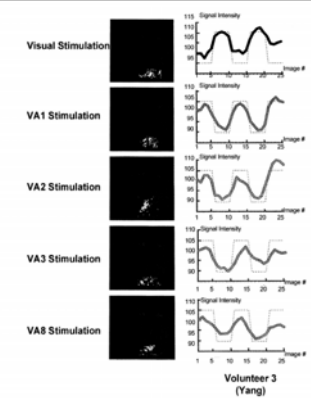 Visual Stimulation
115 Signal Intensity
110
105
100
95
1 5 10 15 20 25
Image #
VA1 Stimulation
Signal Intensity
105
100
95
90
1 5 10 15 20 25
Image #
VA2 Stimulation
Signal Intensity
105
100
95
90
1 5 10 15 20 25
Image #
VA3 Stimulation
Signal Intensity
110
105
100
95
90
1 5 10 15 20 25
Image #
VA8 Stimulation
Signal Intensity
110
105
100
95
90
1 5 10 15 20 25
Image #
Volunteer 3
(Yang)